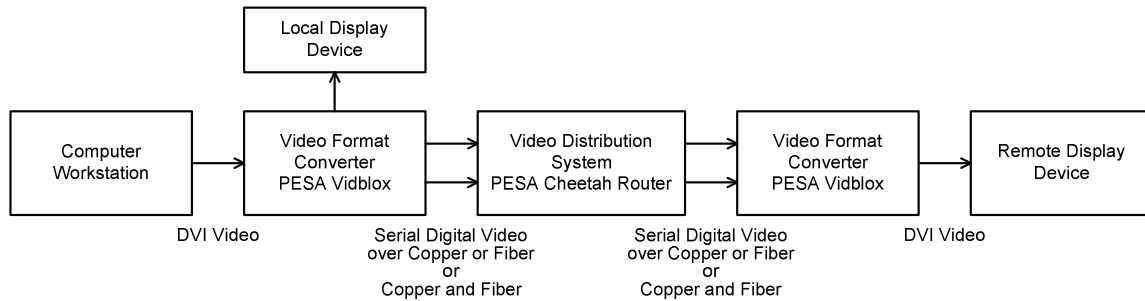 Local Display
Device
Computer
Workstation
Video Format
Converter
PESA Vidblox
Video Distribution
System
PESA Cheetah Router
Video Format
Converter
PESA Vidblox
Remote Display
Device
DVI Video
Serial Digital Video
over Copper or Fiber
or
Copper and Fiber
Serial Digital Video
over Copper or Fiber
or
Copper and Fiber
DVI Video